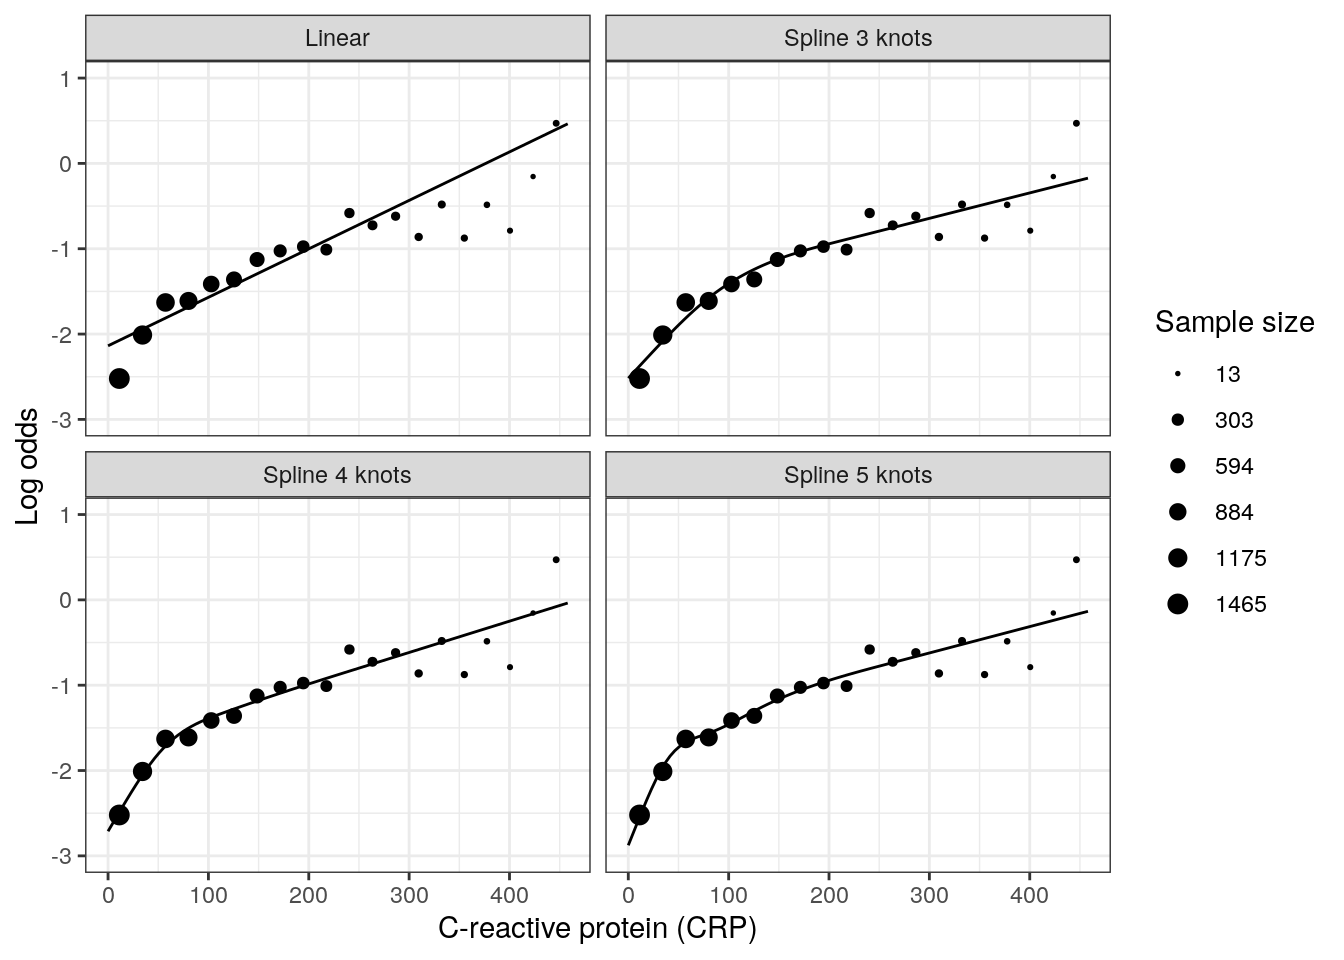 Linear
Spline 3 knots
1
0
-1
-2
-3
Spline 4 knots
Spline 5 knots
1
0
-1
-2
-3
0 100 200 300 400
0 100 200 300 400
Log odds
C-reactive protein (CRP)
Sample size
13
303
594
884
1175
1465